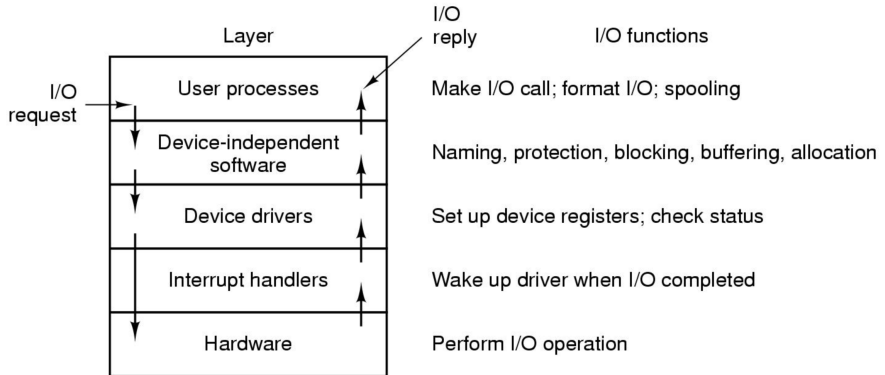 Layer
I/O
reply
I/O functions
I/O
request
User processes
Make I/O call; format I/O; spooling
Device-independent
software
Naming, protection, blocking, buffering, allocation
Device drivers
Set up device registers; check status
Interrupt handlers
Wake up driver when I/O completed
Hardware
Perform I/O operation